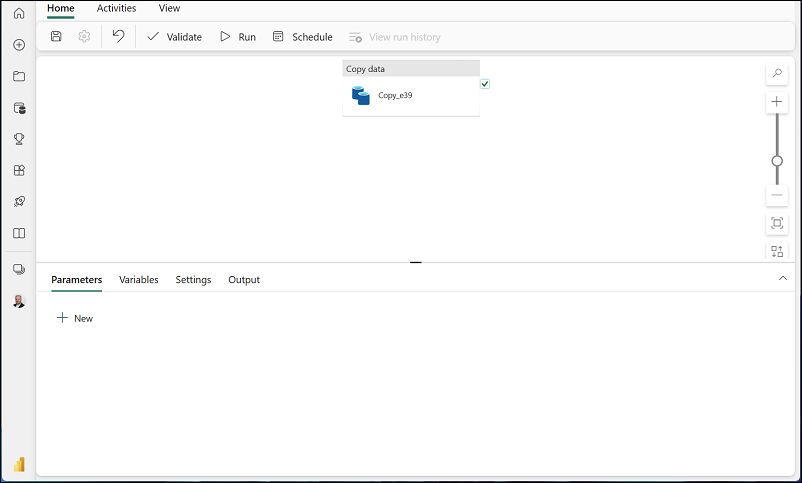 Home Activities View
Validate Run Schedule View run history
Copy data
Copy_e39
Parameters Variables Settings Output
New